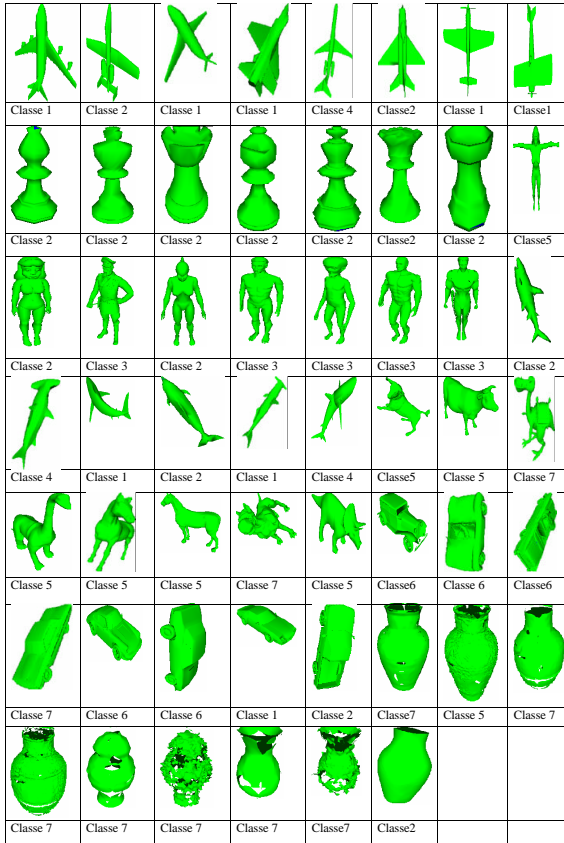 Classe 1 Classe 2 Classe 1 Classe 1 Classe 4 Classe2 Classe 1 Classe1
Classe 2 Classe 2 Classe 2 Classe 2 Classe 2 Classe2 Classe 2 Classe5
Classe 2 Classe 3 Classe 2 Classe 3 Classe 3 Classe 3 Classe 3 Classe 2
Classe 4 Classe 1 Classe 2 Classe 1 Classe 4 Classe5 Classe 5 Classe 7
Classe 5 Classe 5 Classe 5 Classe 7 Classe 5 Classe6 Classe 6 Classe6
Classe 7 Classe 6 Classe 6 Classe 1 Classe 2 Classe7 Classe 5 Classe 7
Classe 7 Classe 7 Classe 7 Classe 7 Classe7 Classe2